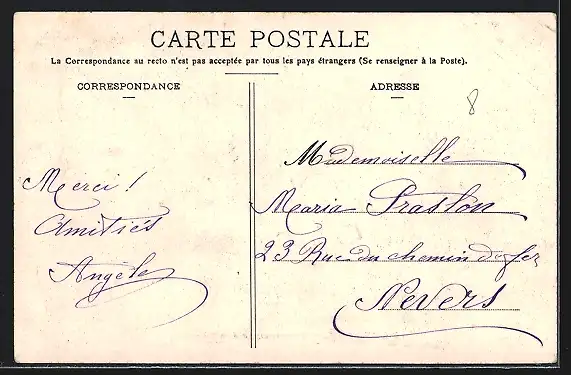 CARTE POSTALE
La Correspondance au recto n'est pas acceptée par tous les pays étrangers (Se renseigner à la Poste).
CORRESPONDANCE
Merci !
Amitiés
Angèle
ADRESSE
8
Mademoiselle
Maria Praslon
23 Rue du chemin de fer
Nevers